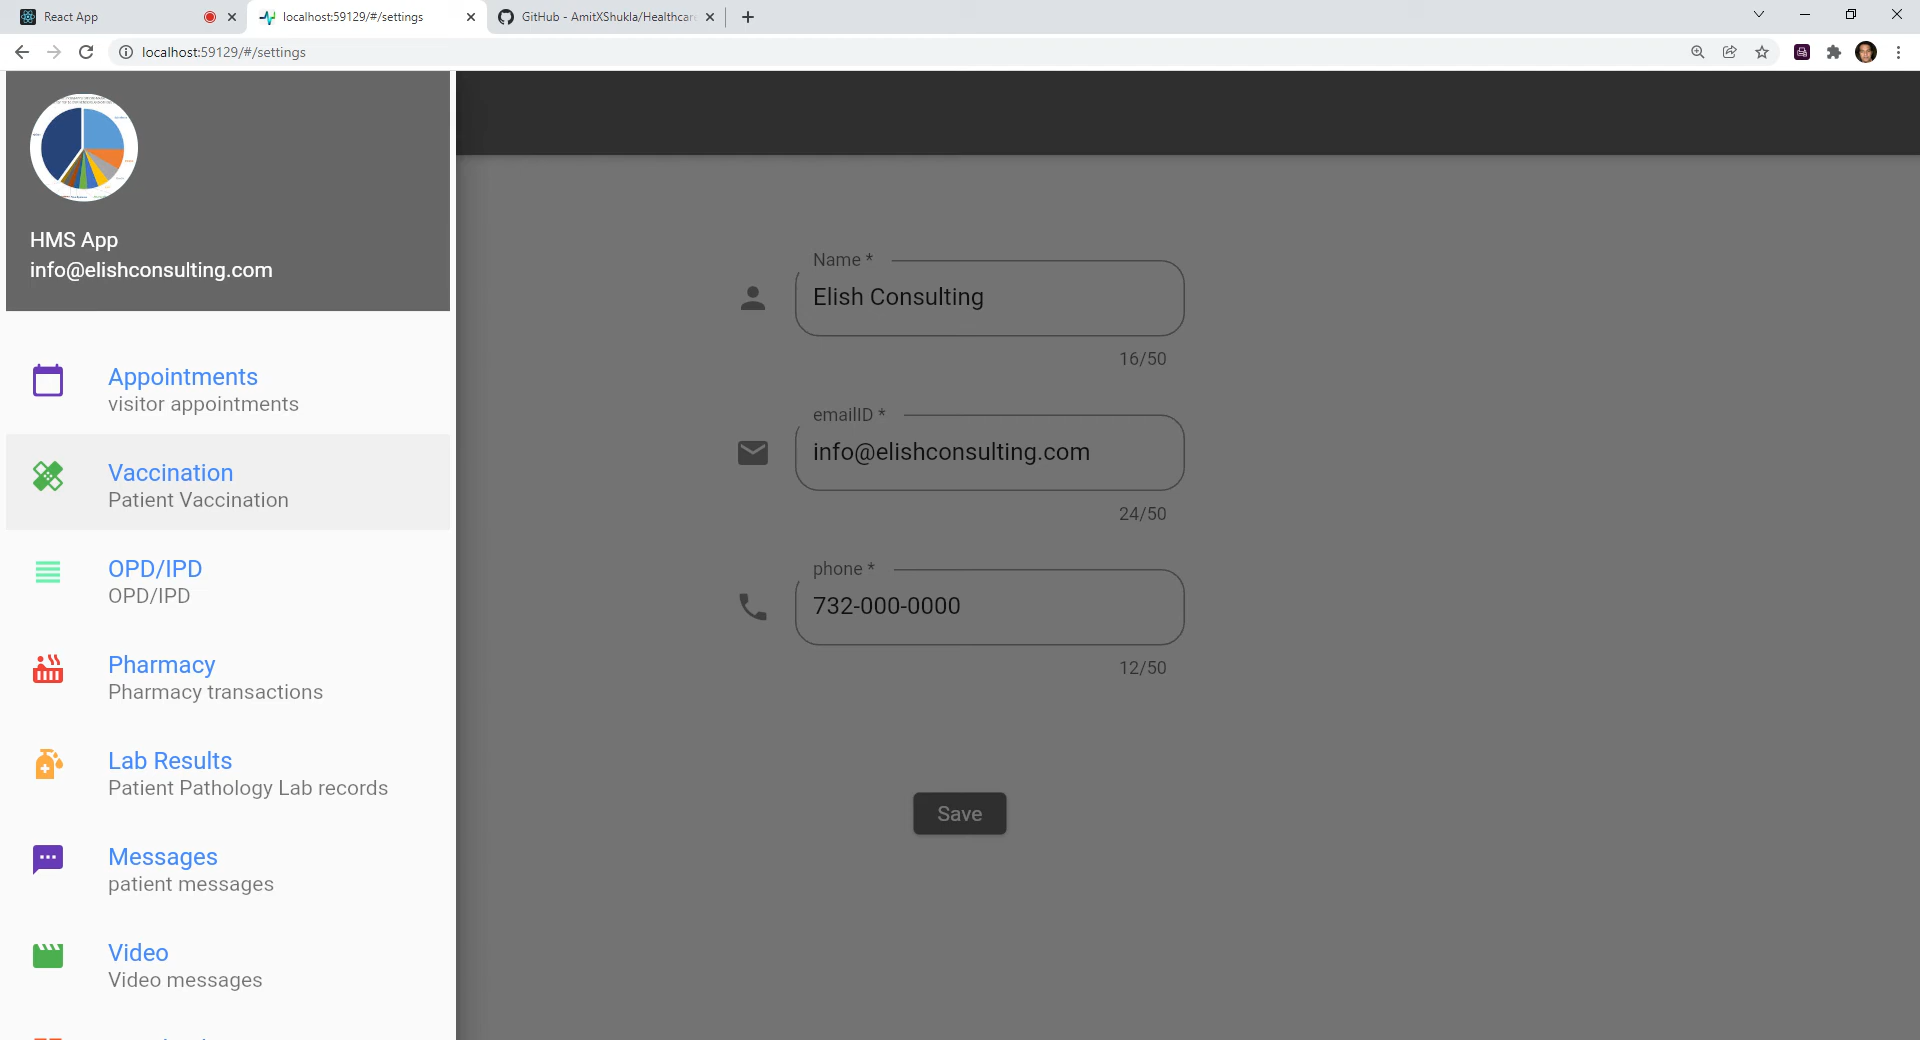 React App
localhost:59129/#/settings
GitHub - AmitXShukla/Healthcar
localhost:59129/#/settings
HMS App
info@elishconsulting.com
Appointments
visitor appointments
Vaccination
Patient Vaccination
OPD/IPD
OPD/IPD
Pharmacy
Pharmacy transactions
Lab Results
Patient Pathology Lab records
Messages
patient messages
Video
Video messages
Name *
Elish Consulting
16/50
emailID *
info@elishconsulting.com
24/50
phone *
732-000-0000
12/50
Save